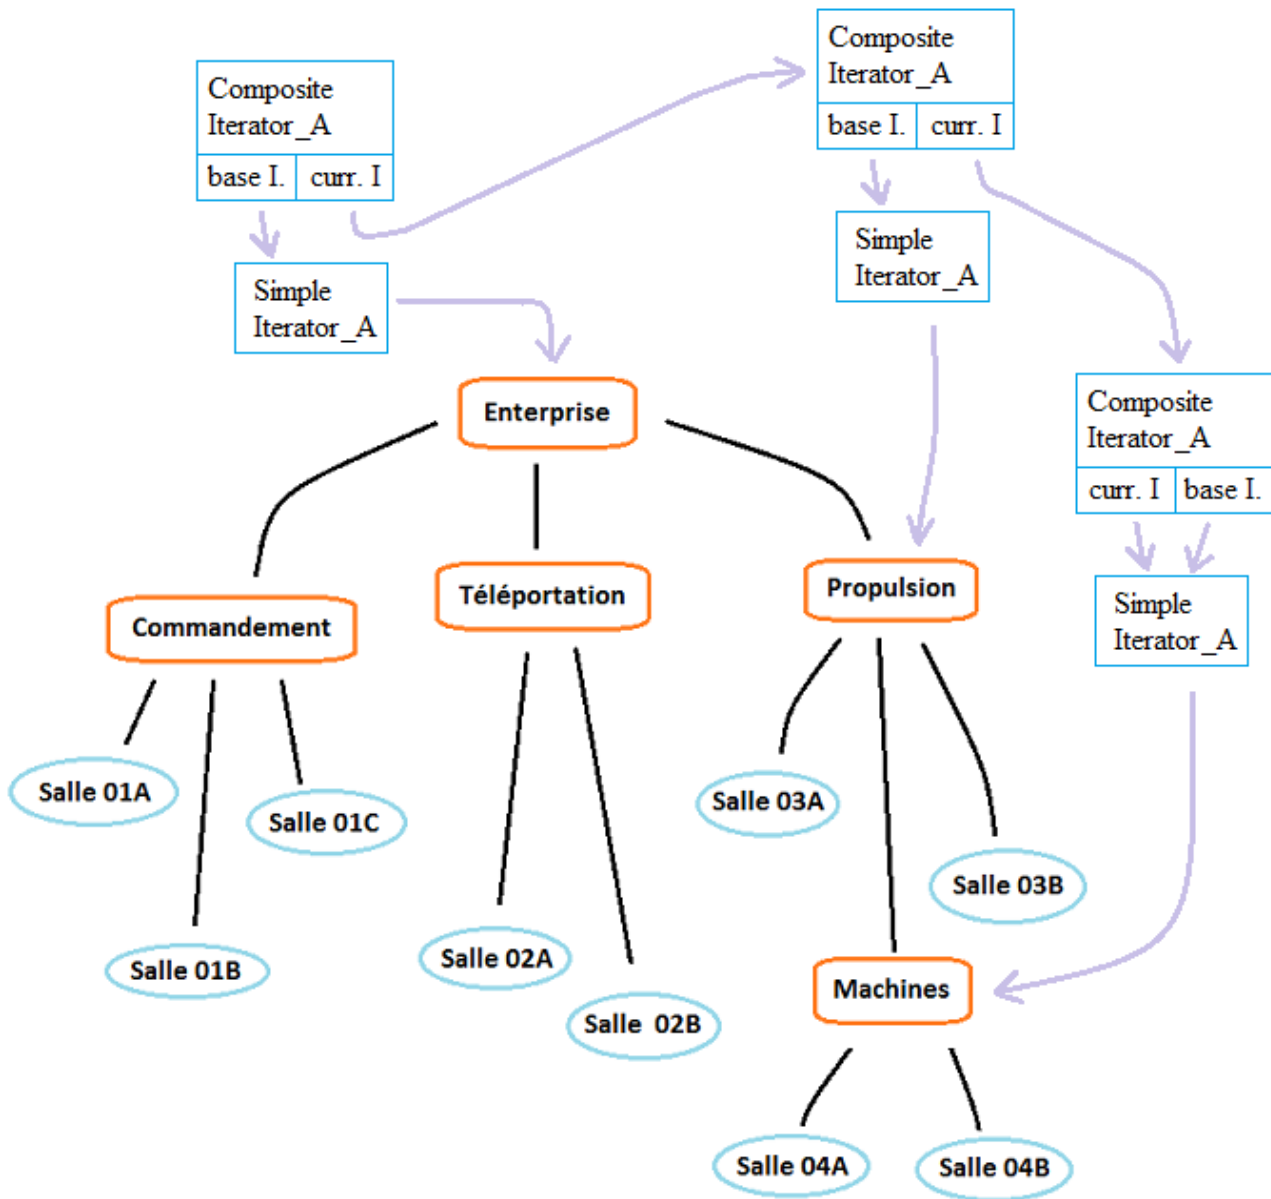 Composite
Iterator_A
base I. curr. I
Composite
Iterator_A
base I. curr. I
Simple
Iterator_A
Simple
Iterator_A
Enterprise
Composite
Iterator_A
curr. I base I.
Commandement
Téléportation
Propulsion
Simple
Iterator_A
Salle 01A
Salle 01C
Salle 01B
Salle 02A
Salle 02B
Salle 03A
Salle 03B
Machines
Salle 04A
Salle 04B